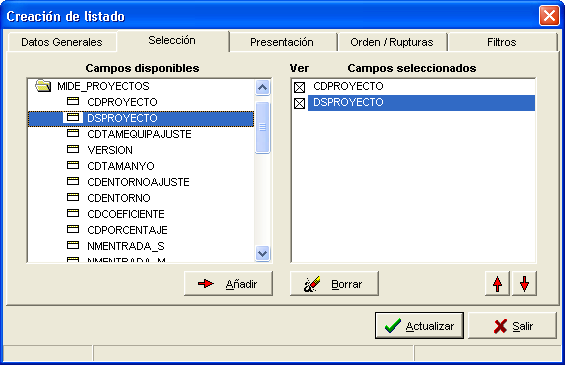 Creación de listado
Datos Generales
Selección
Presentación
Orden / Rupturas
Filtros
Campos disponibles
Ver
Campos seleccionados
MIDE_PROYECTOS
CDPROYECTO
DSPROYECTO
CDTAMEQUIPAJUSTE
VERSION
CDTAMANYO
CDENTORNOAJUSTE
CDENTORNO
CDCOEFICIENTE
CDPORCENTAJE
NMENTRADA_S
NMENTRADA_M
CDPROYECTO
DSPROYECTO
Añadir
Borrar
Actualizar
Salir